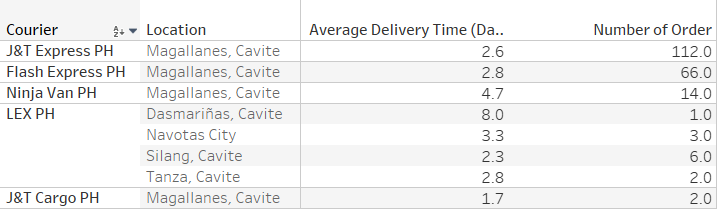 Courier Location Average Delivery Time (Da.. Number of Order
J&T Express PH Magallanes, Cavite 2.6 112.0
Flash Express PH Magallanes, Cavite 2.8 66.0
Ninja Van PH Magallanes, Cavite 4.7 14.0
LEX PH Dasmariñas, Cavite 8.0 1.0
Navotas City 3.3 3.0
Silang, Cavite 2.3 6.0
Tanza, Cavite 2.8 2.0
J&T Cargo PH Magallanes, Cavite 1.7 2.0